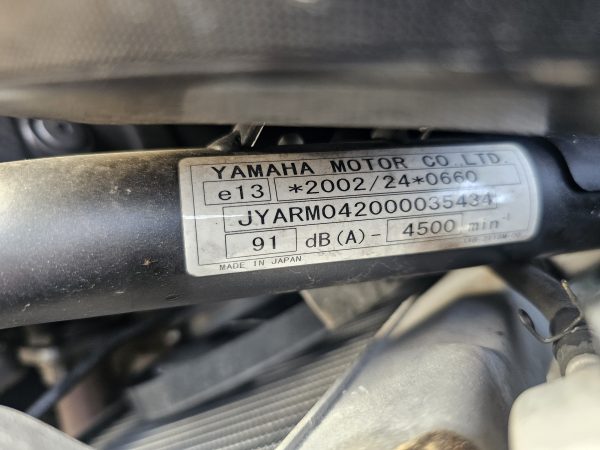 YAMAHA MOTOR CO.LTD.
e13 *2002/24*0660
JYARM042000035434
91 dB(A)- 4500 min⁻¹
MADE IN JAPAN